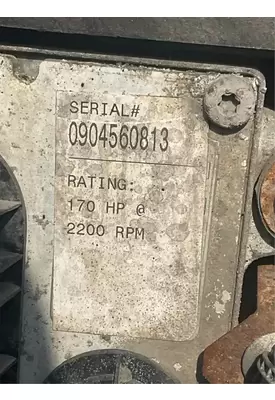 SERIAL#
0904560813
RATING:
170 HP @
2200 RPM